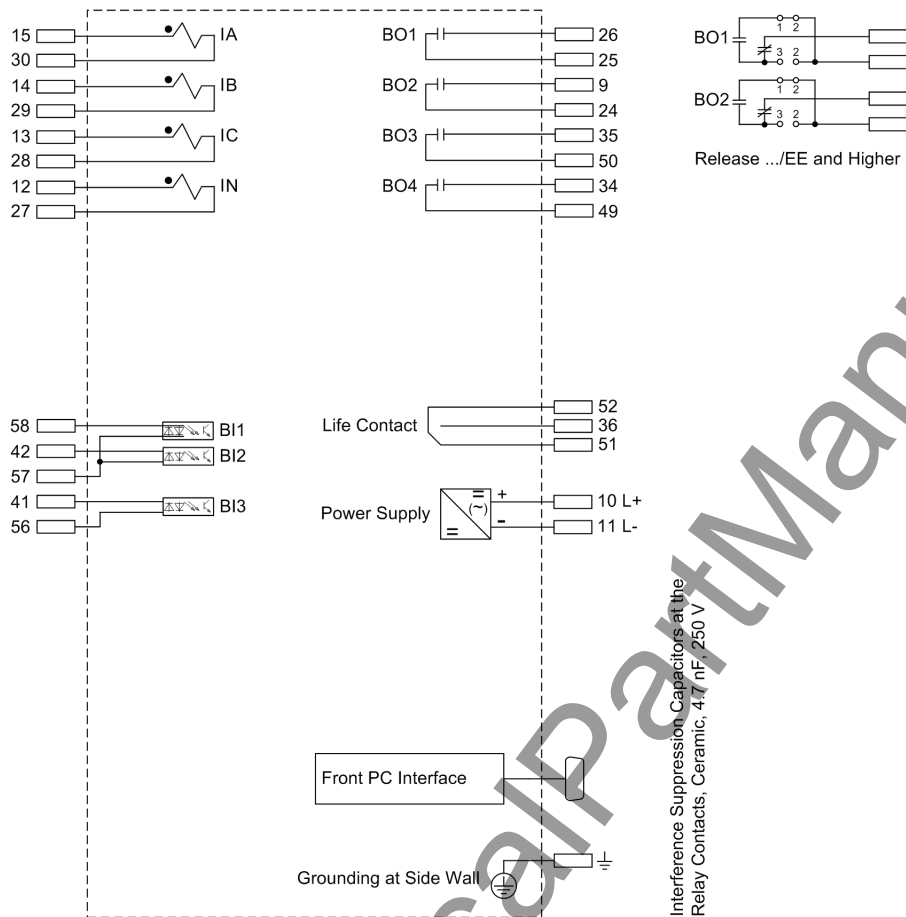 15
IA
30
14
IB
29
13
IC
28
12
IN
27
BO1
26
25
BO2
9
24
BO3
35
50
BO4
34
49
BO1
1 2
3 2
BO2
1 2
3 2
Release .../EE and Higher
58
BI1
42
BI2
57
41
BI3
56
Life Contact
52
36
51
Power Supply
=
(~)
=
+
-
10 L+
11 L-
Interference Suppression Capacitors at the
Relay Contacts, Ceramic, 4.7 nF, 250 V
Front PC Interface
Grounding at Side Wall
calPartManu